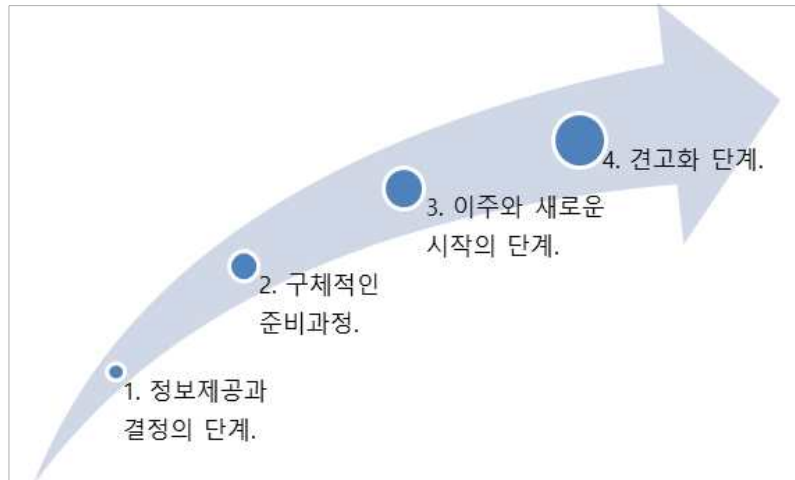 1. 정보제공과
결정의 단계.
2. 구체적인
준비과정.
3. 이주와 새로운
시작의 단계.
4. 견고화 단계.